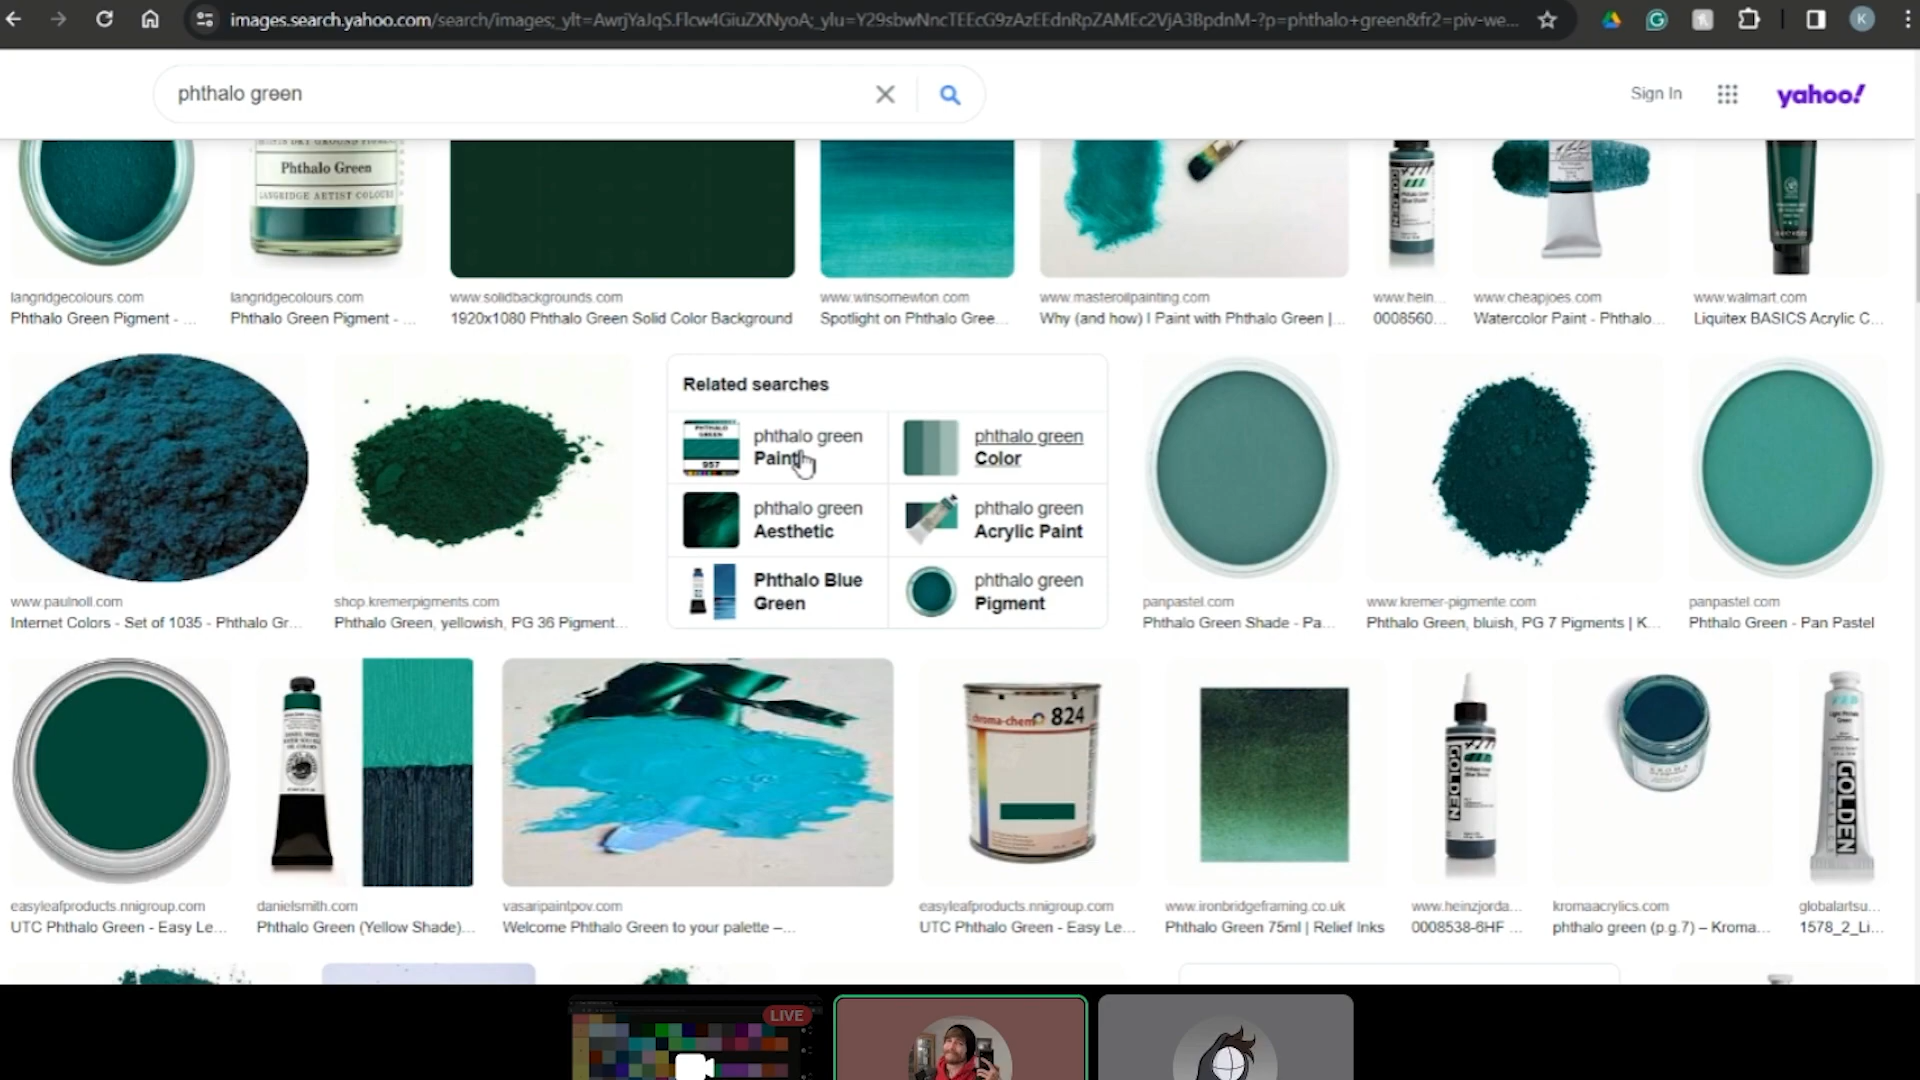 images.search.yahoo.com/search/images;_ylt=AwrjYaJqS.Flcw4GiuZXNyoA;_ylu=Y29sbwNncTEEcG9zAzEEdnRpZAMEc2VjA3BpdnM-?p=phthalo+green&fr2=piv-we...
K
phthalo green
Sign In
yahoo!
Phthalo Green
LANGRIDGE ARTIST COLOURS
GOLDEN
langridgecolours.com
Phthalo Green Pigment - ...
langridgecolours.com
Phthalo Green Pigment - ...
www.solidbackgrounds.com
1920x1080 Phthalo Green Solid Color Background
www.winsornewton.com
Spotlight on Phthalo Gree...
www.masteroilpainting.com
Why (and how) I Paint with Phthalo Green |...
www.hein...
0008560...
www.cheapjoes.com
Watercolor Paint - Phthalo...
www.walmart.com
Liquitex BASICS Acrylic C...
Related searches
PHTHALO
GREEN
957
phthalo green
Paint
phthalo green
Color
phthalo green
Aesthetic
phthalo green
Acrylic Paint
Phthalo Blue
Green
phthalo green
Pigment
www.paulnoll.com
Internet Colors - Set of 1035 - Phthalo Gr...
shop.kremerpigments.com
Phthalo Green, yellowish, PG 36 Pigment...
panpastel.com
Phthalo Green Shade - Pa...
www.kremer-pigmente.com
Phthalo Green, bluish, PG 7 Pigments | K...
panpastel.com
Phthalo Green - Pan Pastel
chroma-chem 824
GOLDEN
GOLDEN
easyleafproducts.nnigroup.com
UTC Phthalo Green - Easy Le...
danielsmith.com
Phthalo Green (Yellow Shade)...
vasaripaintpov.com
Welcome Phthalo Green to your palette –...
easyleafproducts.nnigroup.com
UTC Phthalo Green - Easy Le...
www.ironbridgeframing.co.uk
Phthalo Green 75ml | Relief Inks
www.heinzjorda...
0008538-6HF ...
kromaacrylics.com
phthalo green (p.g.7) – Kroma...
globalartsu...
1578_2_Li...
LIVE